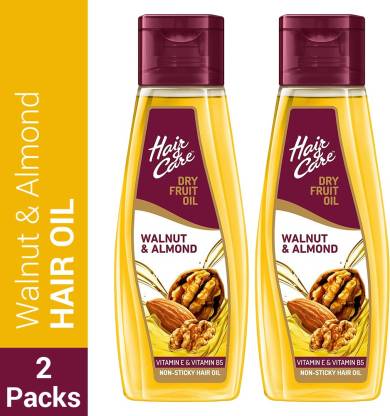 Walnut & Almond
HAIR OIL
2
Packs
Hair &
Care
DRY
FRUIT
OIL
WALNUT
& ALMOND
VITAMIN E & VITAMIN B5
NON-STICKY HAIR OIL
Hair &
Care
DRY
FRUIT
OIL
WALNUT
& ALMOND
VITAMIN E & VITAMIN B5
NON-STICKY HAIR OIL